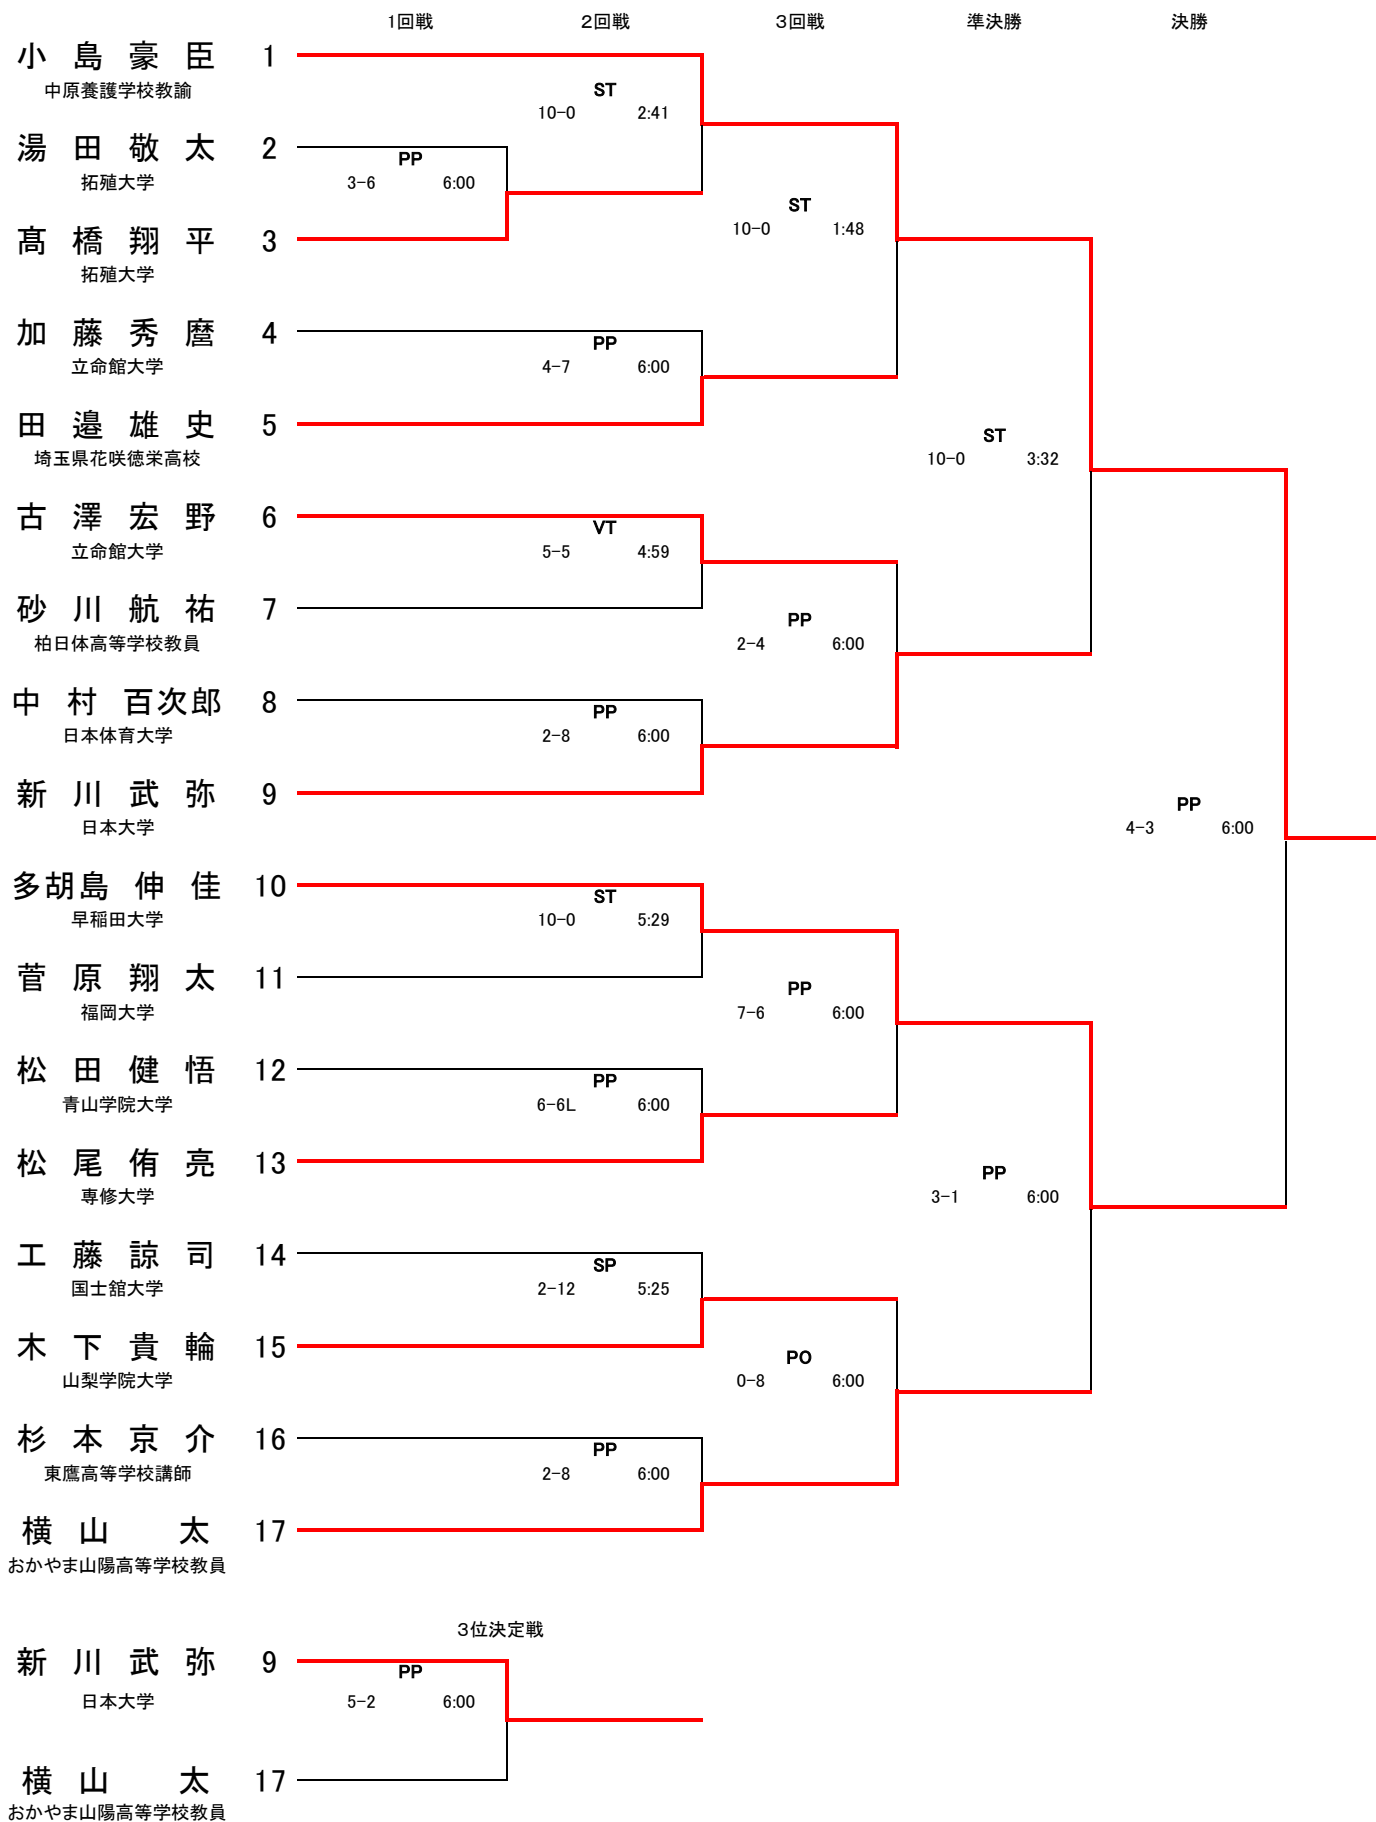 1回戦 2回戦 3回戦 準決勝 決勝
小 島 豪 臣 1
中原養護学校教諭
ST
10-0 2:41
湯 田 敬 太 2
拓殖大学
PP
3-6 6:00
ST
10-0 1:48
髙 橋 翔 平 3
拓殖大学
加 藤 秀 麿 4
立命館大学
PP
4-7 6:00
田 邉 雄 史 5
埼玉県花咲徳栄高校
ST
10-0 3:32
古 澤 宏 野 6
立命館大学
VT
5-5 4:59
砂 川 航 祐 7
柏日体高等学校教員
PP
2-4 6:00
中 村 百次郎 8
日本体育大学
PP
2-8 6:00
新 川 武 弥 9
日本大学
PP
4-3 6:00
多胡島 伸 佳 10
早稲田大学
ST
10-0 5:29
菅 原 翔 太 11
福岡大学
PP
7-6 6:00
松 田 健 悟 12
青山学院大学
PP
6-6L 6:00
松 尾 侑 亮 13
専修大学
PP
3-1 6:00
工 藤 諒 司 14
国士舘大学
SP
2-12 5:25
木 下 貴 輪 15
山梨学院大学
PO
0-8 6:00
杉 本 京 介 16
東鷹高等学校講師
PP
2-8 6:00
横 山 太 17
おかやま山陽高等学校教員
3位決定戦
新 川 武 弥 9
日本大学
PP
5-2 6:00
横 山 太 17
おかやま山陽高等学校教員